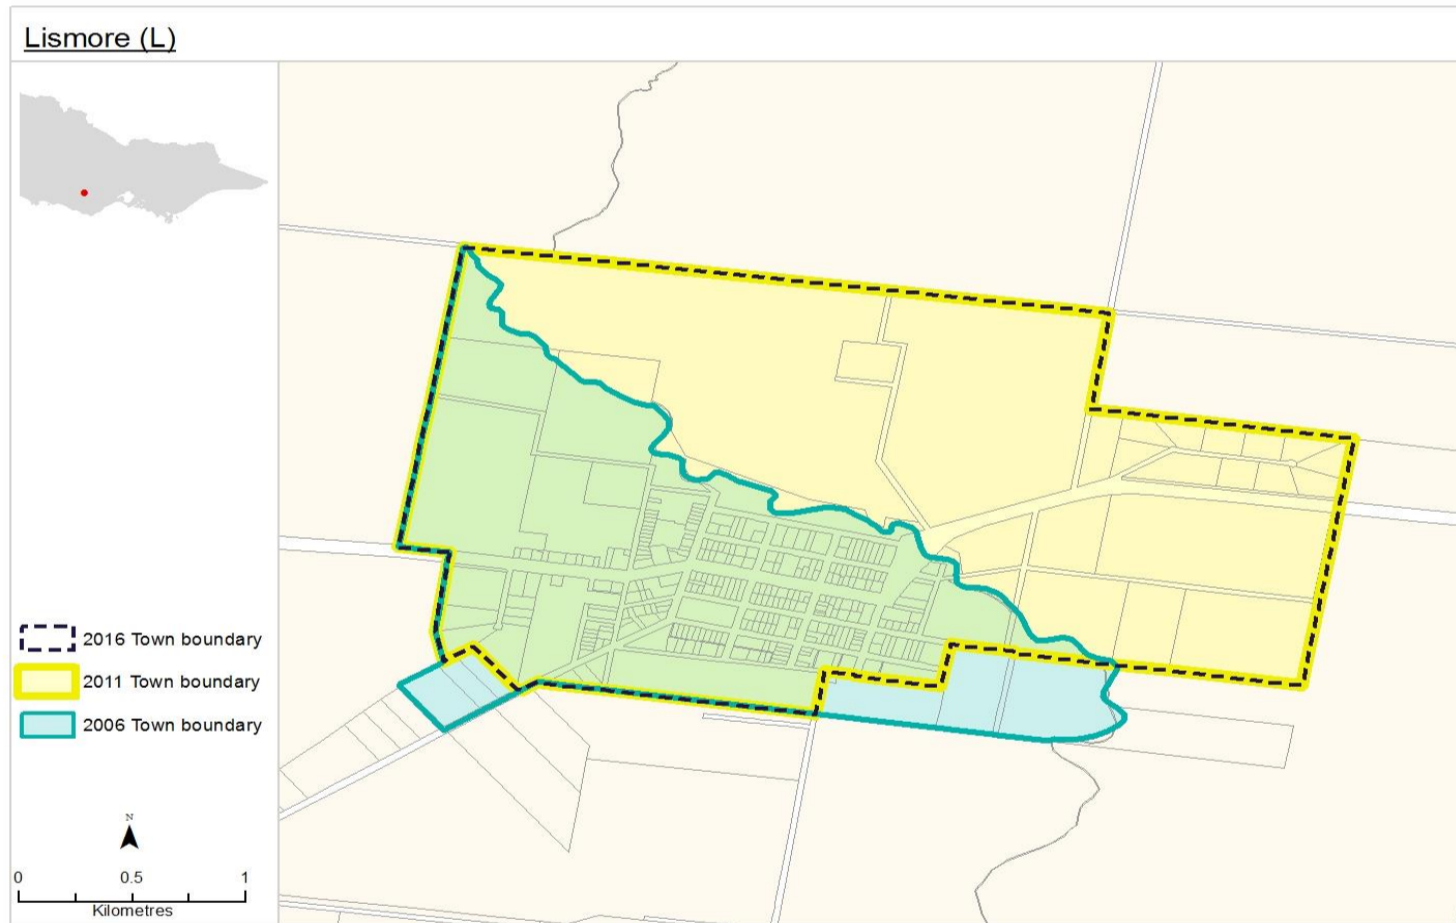 Lismore (L)
2016 Town boundary
2011 Town boundary
2006 Town boundary
N
0 0.5 1
Kilometres